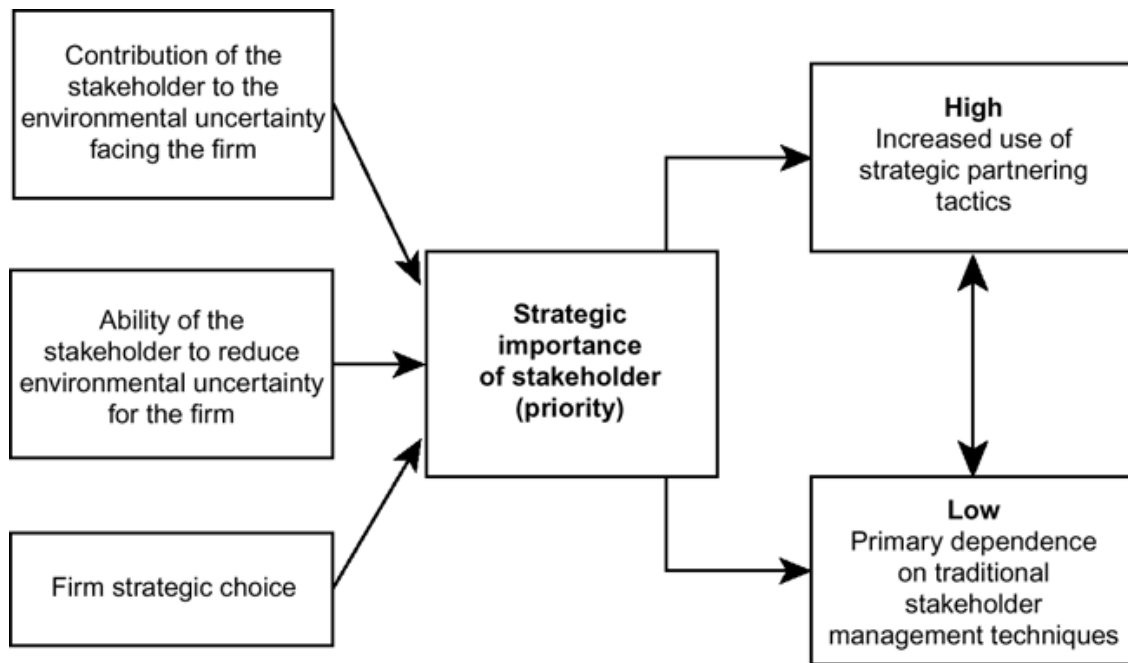 Contribution of the
stakeholder to the
environmental uncertainty
facing the firm
Ability of the
stakeholder to reduce
environmental uncertainty
for the firm
Firm strategic choice
Strategic
importance
of stakeholder
(priority)
High
Increased use of
strategic partnering
tactics
Low
Primary dependence
on traditional
stakeholder
management techniques